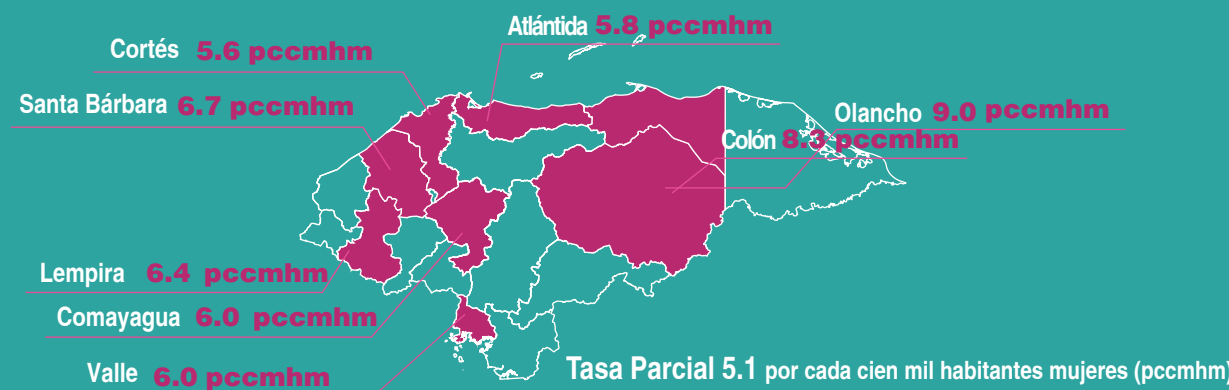 Atlántida 5.8 pccmhm
Cortés 5.6 pccmhm
Santa Bárbara 6.7 pccmhm
Olancho 9.0 pccmhm
Colón 8.3 pccmhm
Lempira 6.4 pccmhm
Comayagua 6.0 pccmhm
Valle 6.0 pccmhm
Tasa Parcial 5.1 por cada cien mil habitantes mujeres (pccmhm